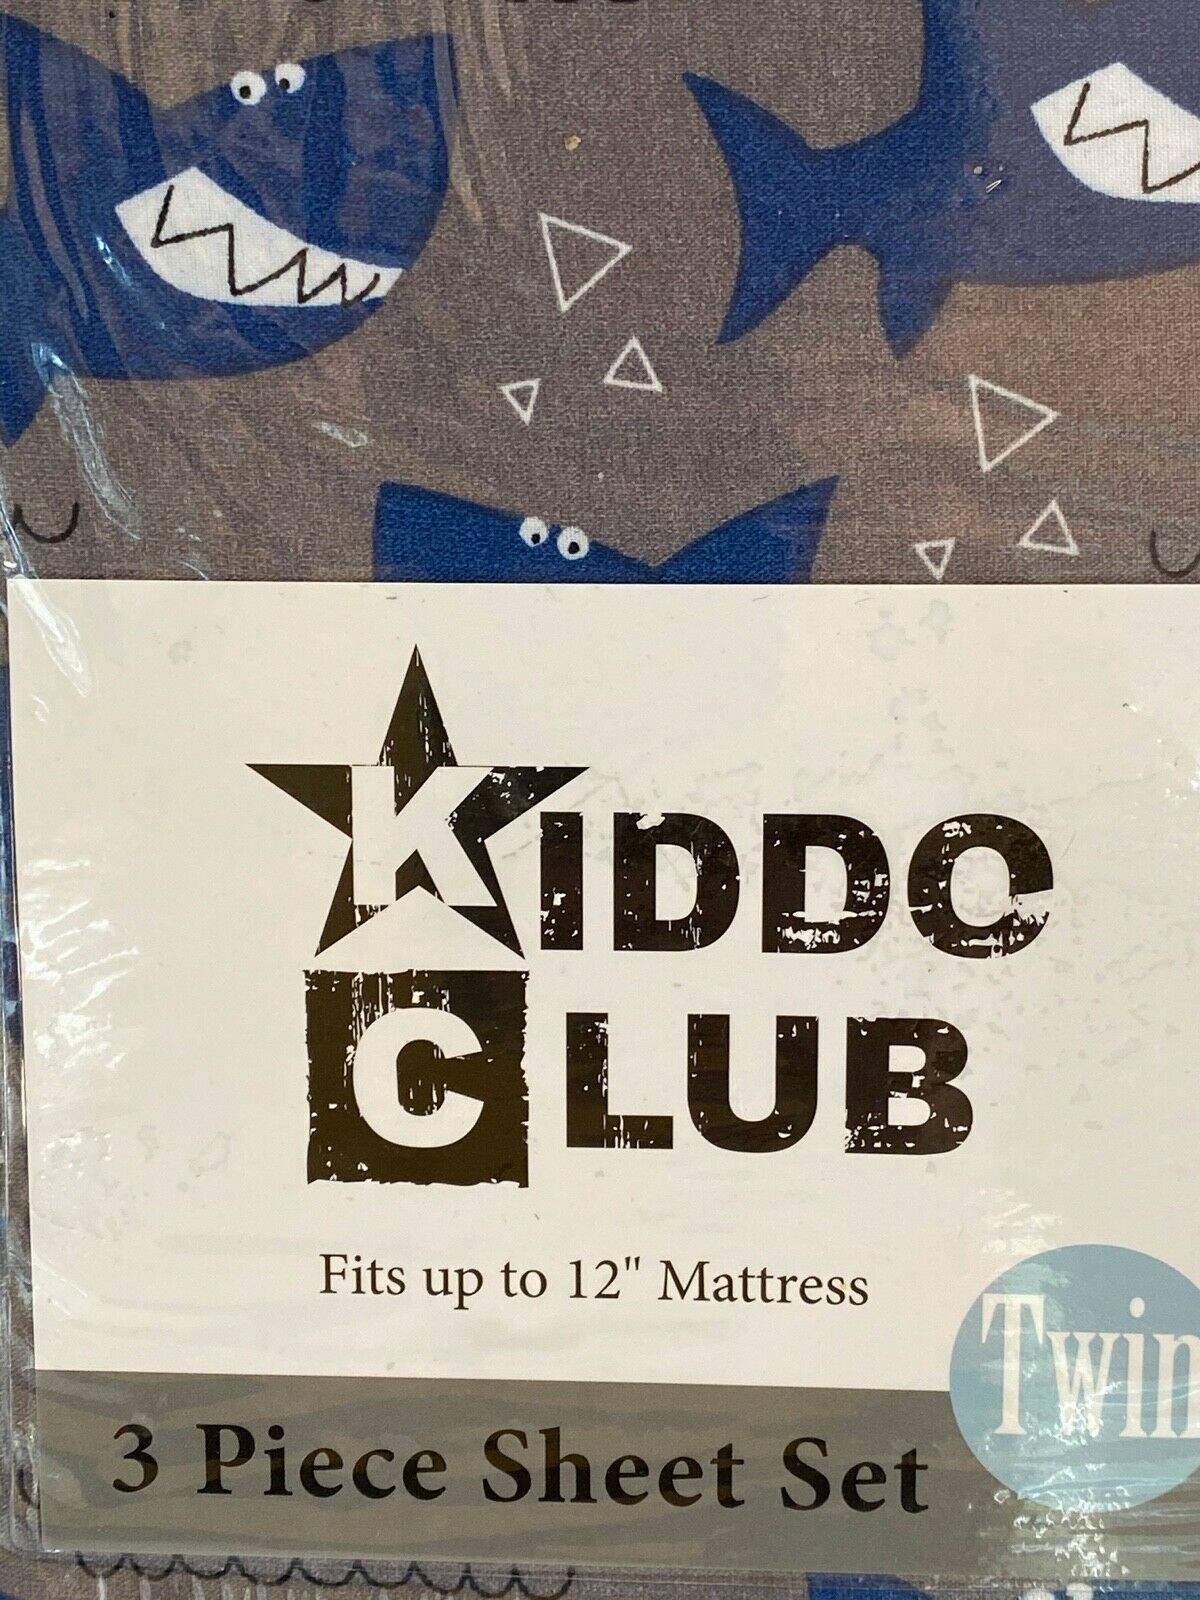 KIDDO
CLUB
Fits up to 12" Mattress
Twin
3 Piece Sheet Set